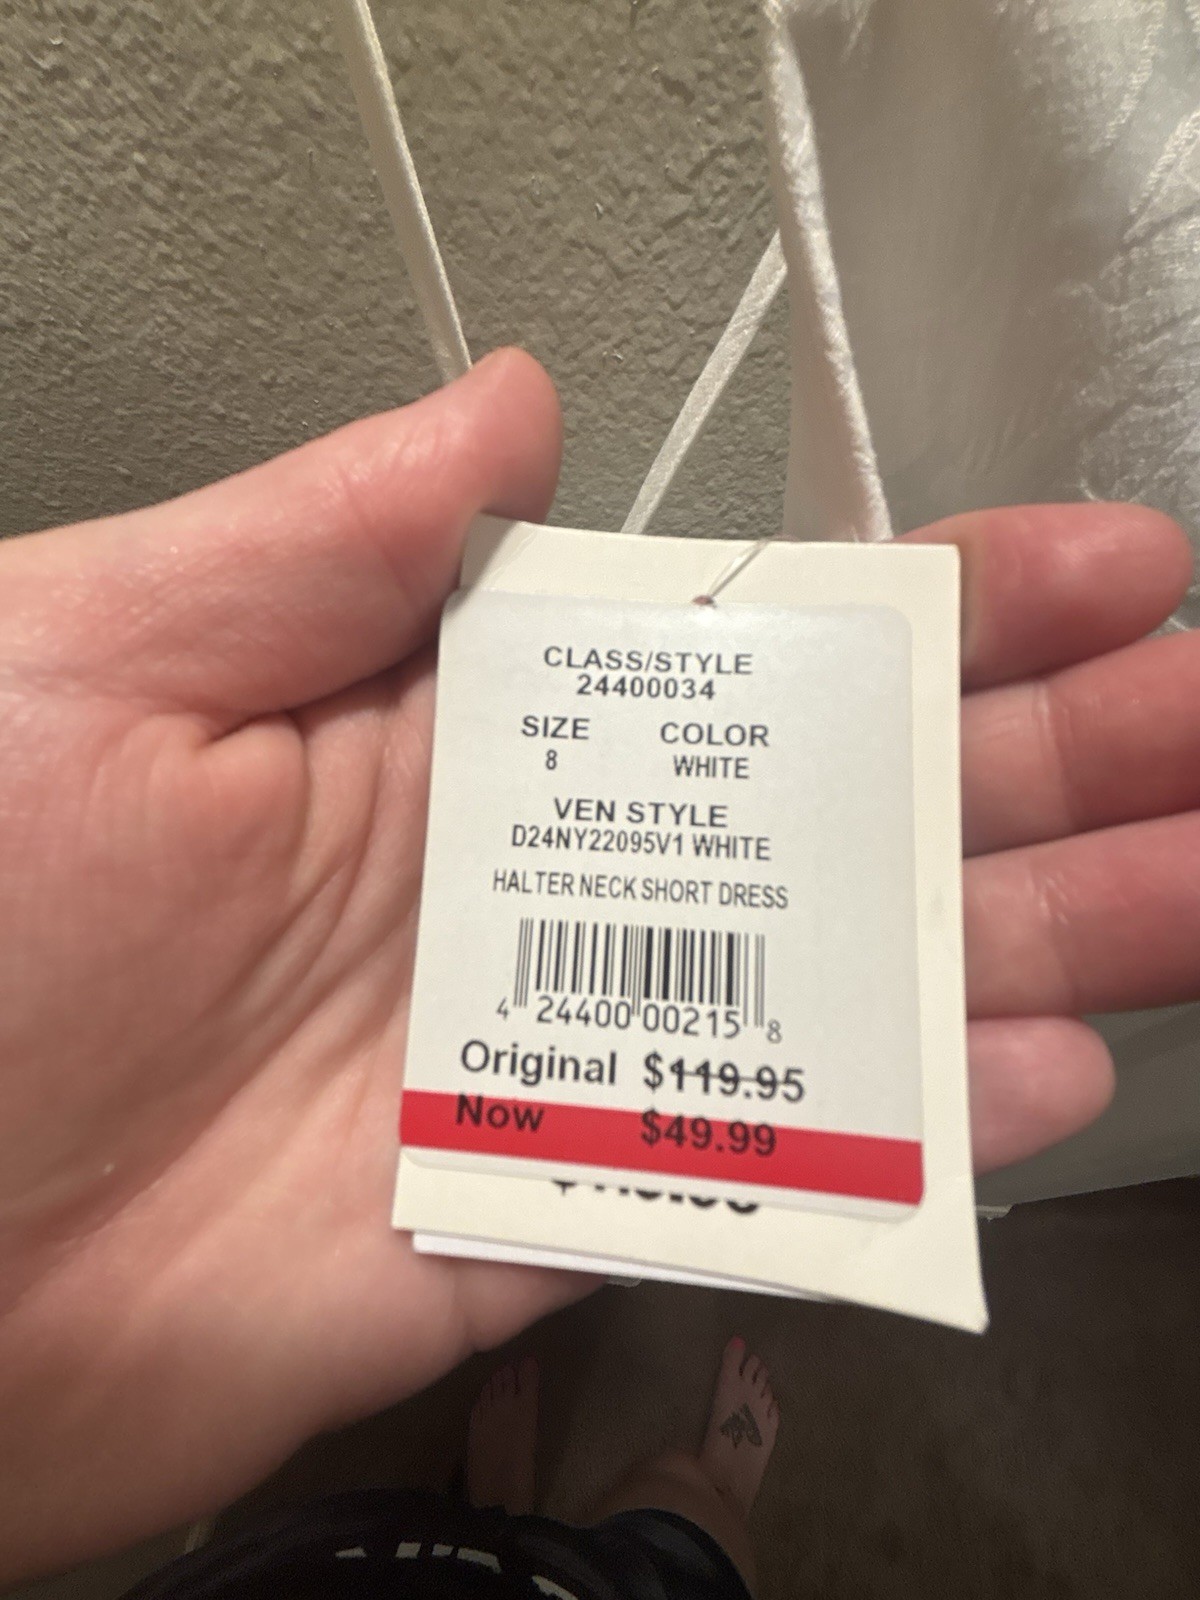 CLASS/STYLE
24400034
SIZE COLOR
8 WHITE
VEN STYLE
D24NY22095V1 WHITE
HALTER NECK SHORT DRESS
4 24400 00215 8
Original $119.95
Now $49.99